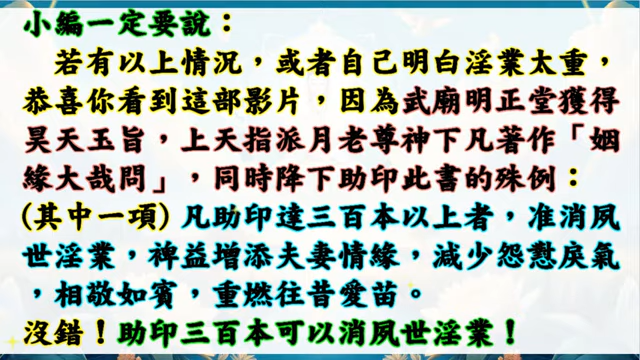 小編一定要說：
若有以上情況，或者自己明白淫業太重，
恭喜你看到這部影片，因為武廟明正堂獲得
昊天玉旨，上天指派月老尊神下凡著作「姻
緣大哉問」，同時降下助印此書的殊例：
(其中一項) 凡助印達三百本以上者，准消夙
世淫業，裨益增添夫妻情緣，減少怨懟戾氣
，相敬如賓，重燃往昔愛苗。
沒錯！助印三百本可以消夙世淫業！